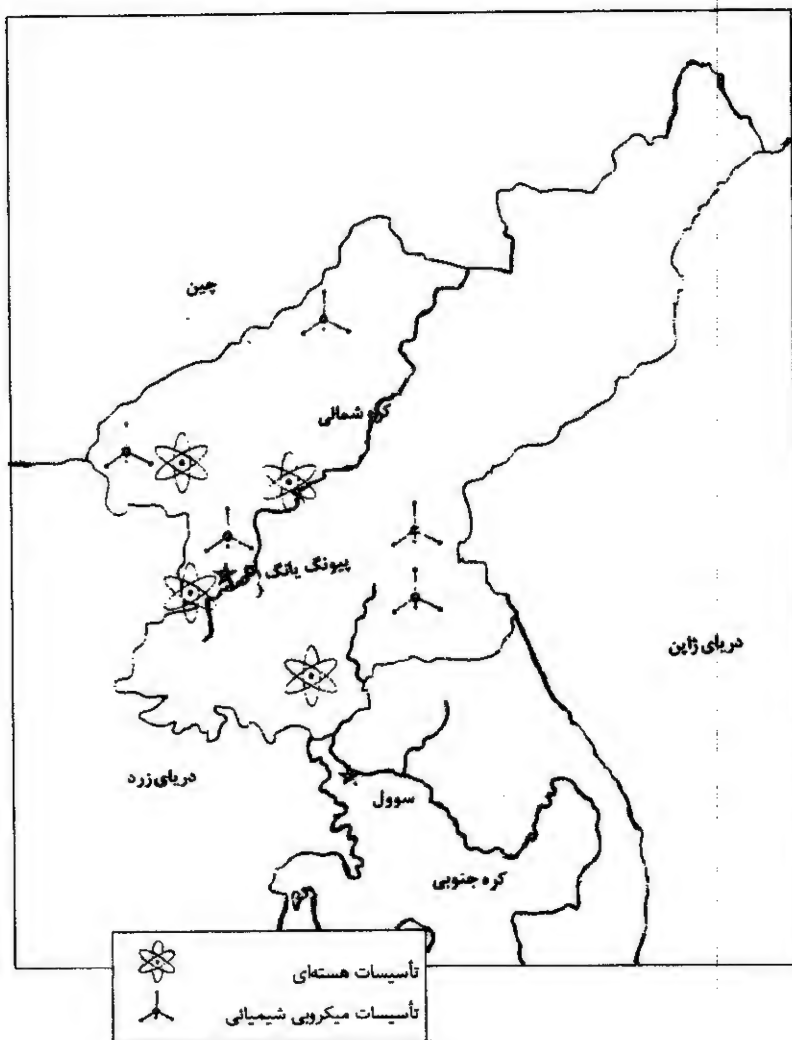 چین
کره شمالی
پیونگ یانگ
دریای ژاپن
دریای زرد
سوول
کره جنوبی
تأسیسات هسته‌ای
تأسیسات میکروبی شیمیائی